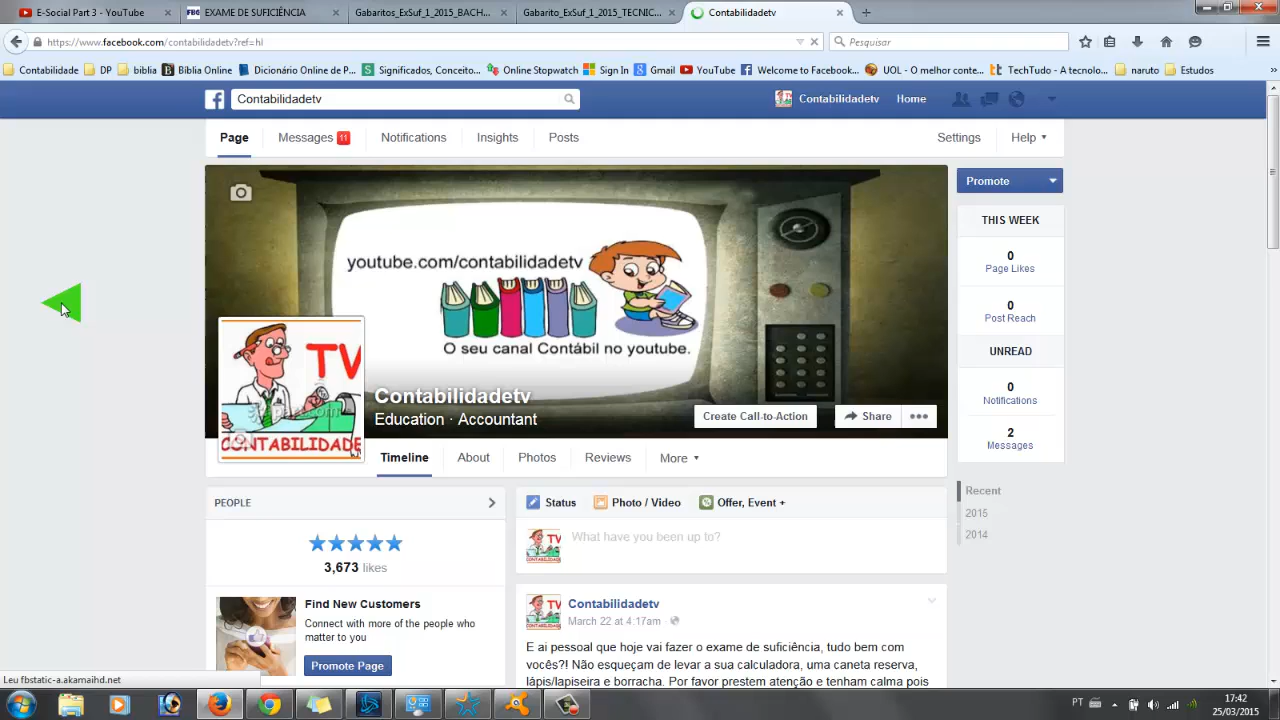 E-Social Part 3 - YouTube
EXAME DE SUFICIÊNCIA
Gabaritos_ExSuf_1_2015_BACH...
Gabarito_ExSuf_1_2015_TECNIC...
Contabilidadetv
https://www.facebook.com/contabilidadetv?ref=hl
Pesquisar
Contabilidade
DP
biblia
Bíblia Online
Dicionário Online de P...
Significados, Conceito...
Online Stopwatch
Sign In
Gmail
YouTube
Welcome to Facebook...
UOL - O melhor conte...
TechTudo - A tecnolo...
naruto
Estudos
Contabilidadetv
Contabilidadetv
Home
Page
Messages 11
Notifications
Insights
Posts
Settings
Help
Promote
THIS WEEK
0
Page Likes
0
Post Reach
UNREAD
0
Notifications
2
Messages
Recent
2015
2014
youtube.com/contabilidadetv
O seu canal Contábil no youtube.
TV
CONTABILIDADE
Contabilidadetv
Education · Accountant
Create Call-to-Action
Share
Timeline
About
Photos
Reviews
More
PEOPLE
3,673 likes
Find New Customers
Connect with more of the people who
matter to you
Promote Page
Status
Photo / Video
Offer, Event +
What have you been up to?
Contabilidadetv
March 22 at 4:17am
E ai pessoal que hoje vai fazer o exame de suficiência, tudo bem com
vocês?! Não esqueçam de levar a sua calculadora, uma caneta reserva,
lápis/lapiseira e borracha. Por favor prestem atenção e tenham calma pois
Leu fbstatic-a.akamaihd.net
PT
17:42
25/03/2015